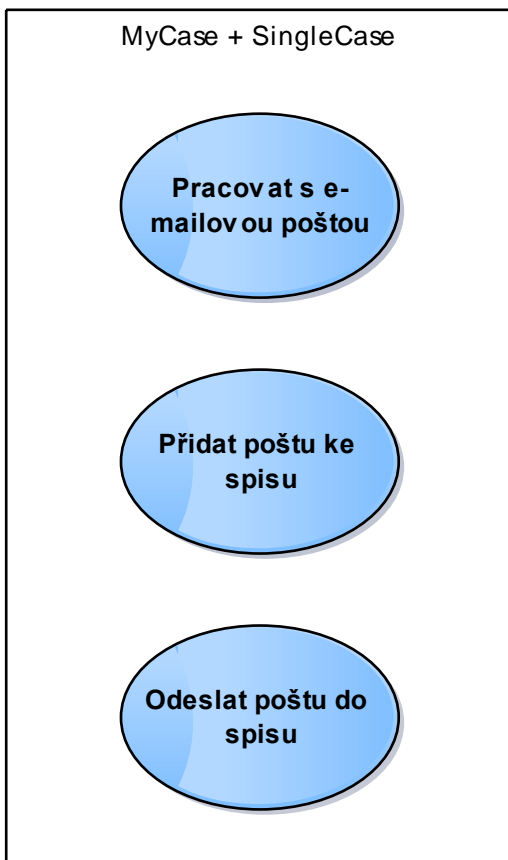 MyCase + SingleCase
Pracovat s e-
mailovou poštou
Přidat poštu ke
spisu
Odeslat poštu do
spisu